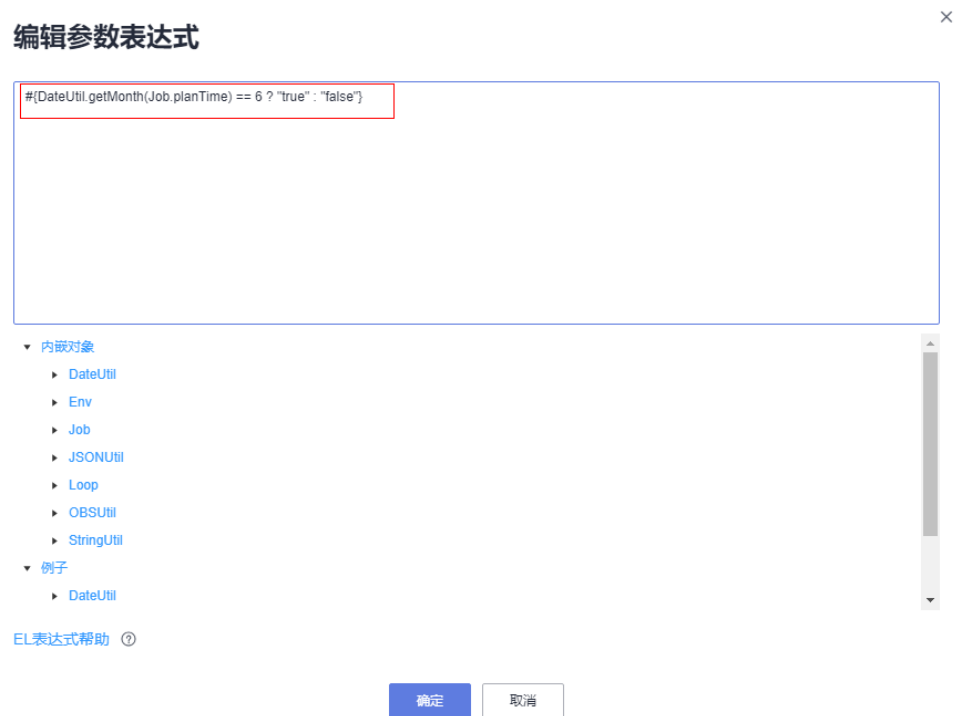 编辑参数表达式
#{DateUtil.getMonth(Job.planTime) == 6 ? "true" : "false"}
内嵌对象
DateUtil
Env
Job
JSONUtil
Loop
OBSUtil
StringUtil
例子
DateUtil
EL表达式帮助
确定 取消